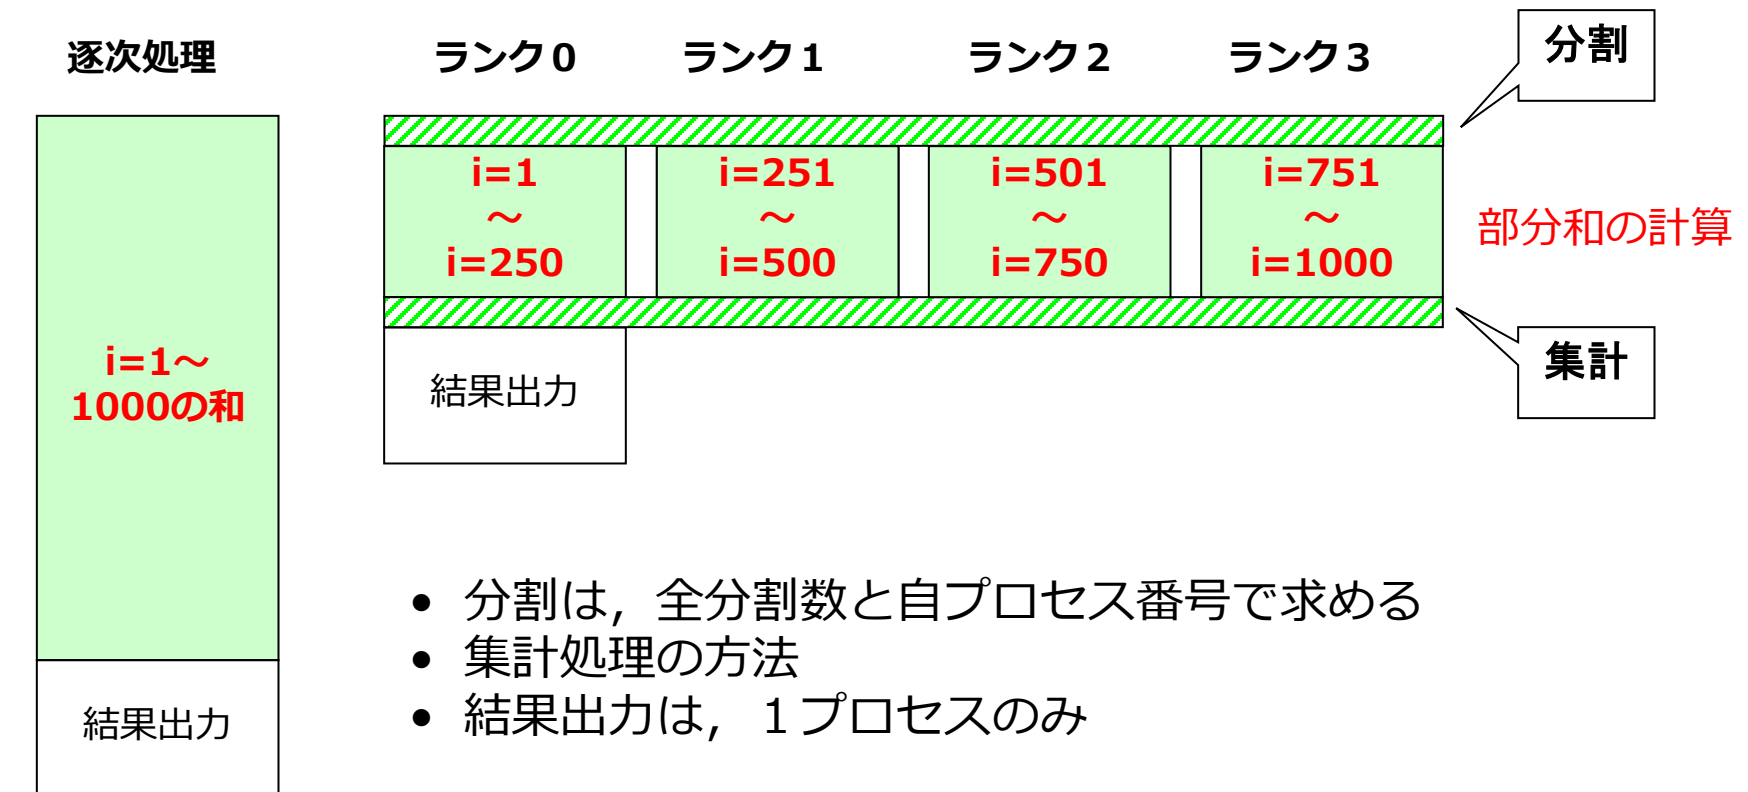 逐次処理
ランク0
ランク1
ランク2
ランク3
分割
i=1
～
i=250
i=251
～
i=500
i=501
～
i=750
i=751
～
i=1000
部分和の計算
集計
i=1～
1000の和
結果出力
結果出力
• 分割は，全分割数と自プロセス番号で求める
• 集計処理の方法
• 結果出力は，１プロセスのみ